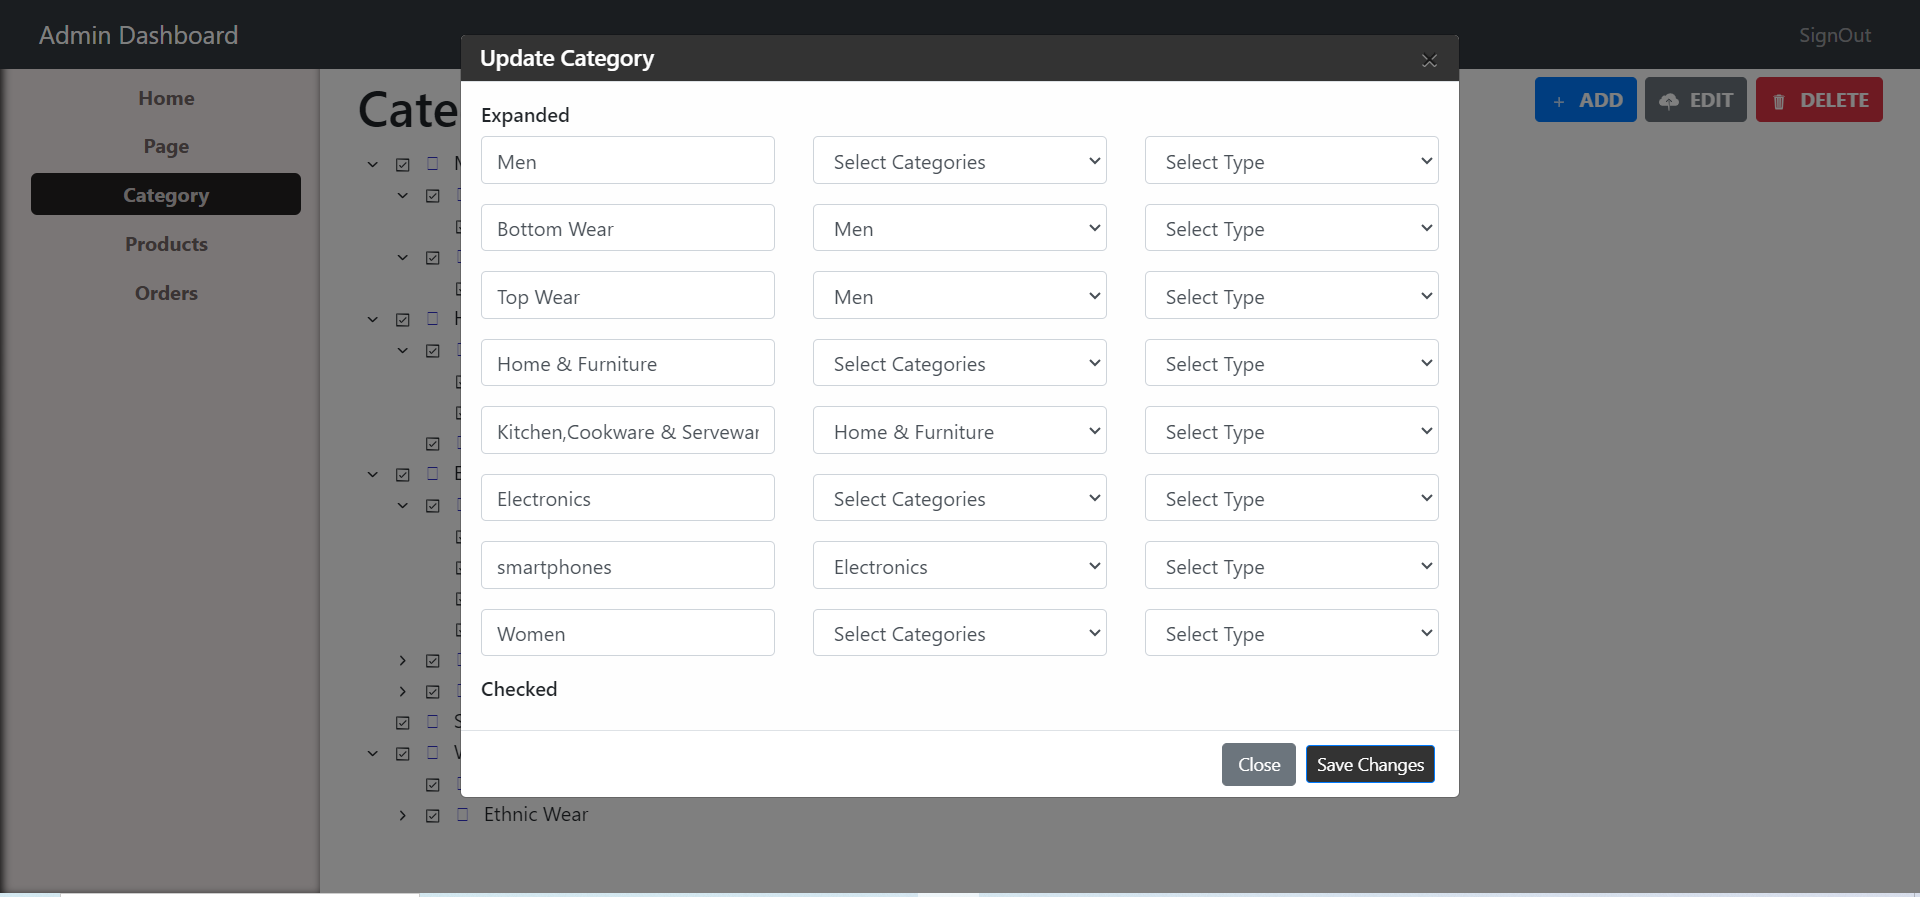 Admin Dashboard
SignOut
Home
Page
Category
Products
Orders
Cate
+ ADD
EDIT
DELETE
Ethnic Wear
Update Category
×
Expanded
Men Select Categories Select Type
Bottom Wear Men Select Type
Top Wear Men Select Type
Home & Furniture Select Categories Select Type
Kitchen,Cookware & Servewar Home & Furniture Select Type
Electronics Select Categories Select Type
smartphones Electronics Select Type
Women Select Categories Select Type
Checked
Close
Save Changes